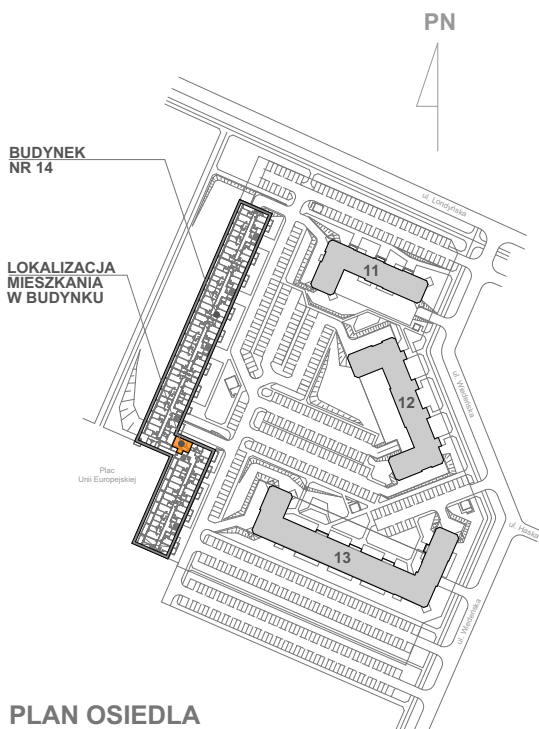 PN
BUDYNEK
NR 14
ul. Londyńska
LOKALIZACJA
MIESZKANIA
W BUDYNKU
11
ul. Wiedeńska
12
Plac
Unii Europejskiej
ul. Haska
13
ul. Wiedeńska
PLAN OSIEDLA